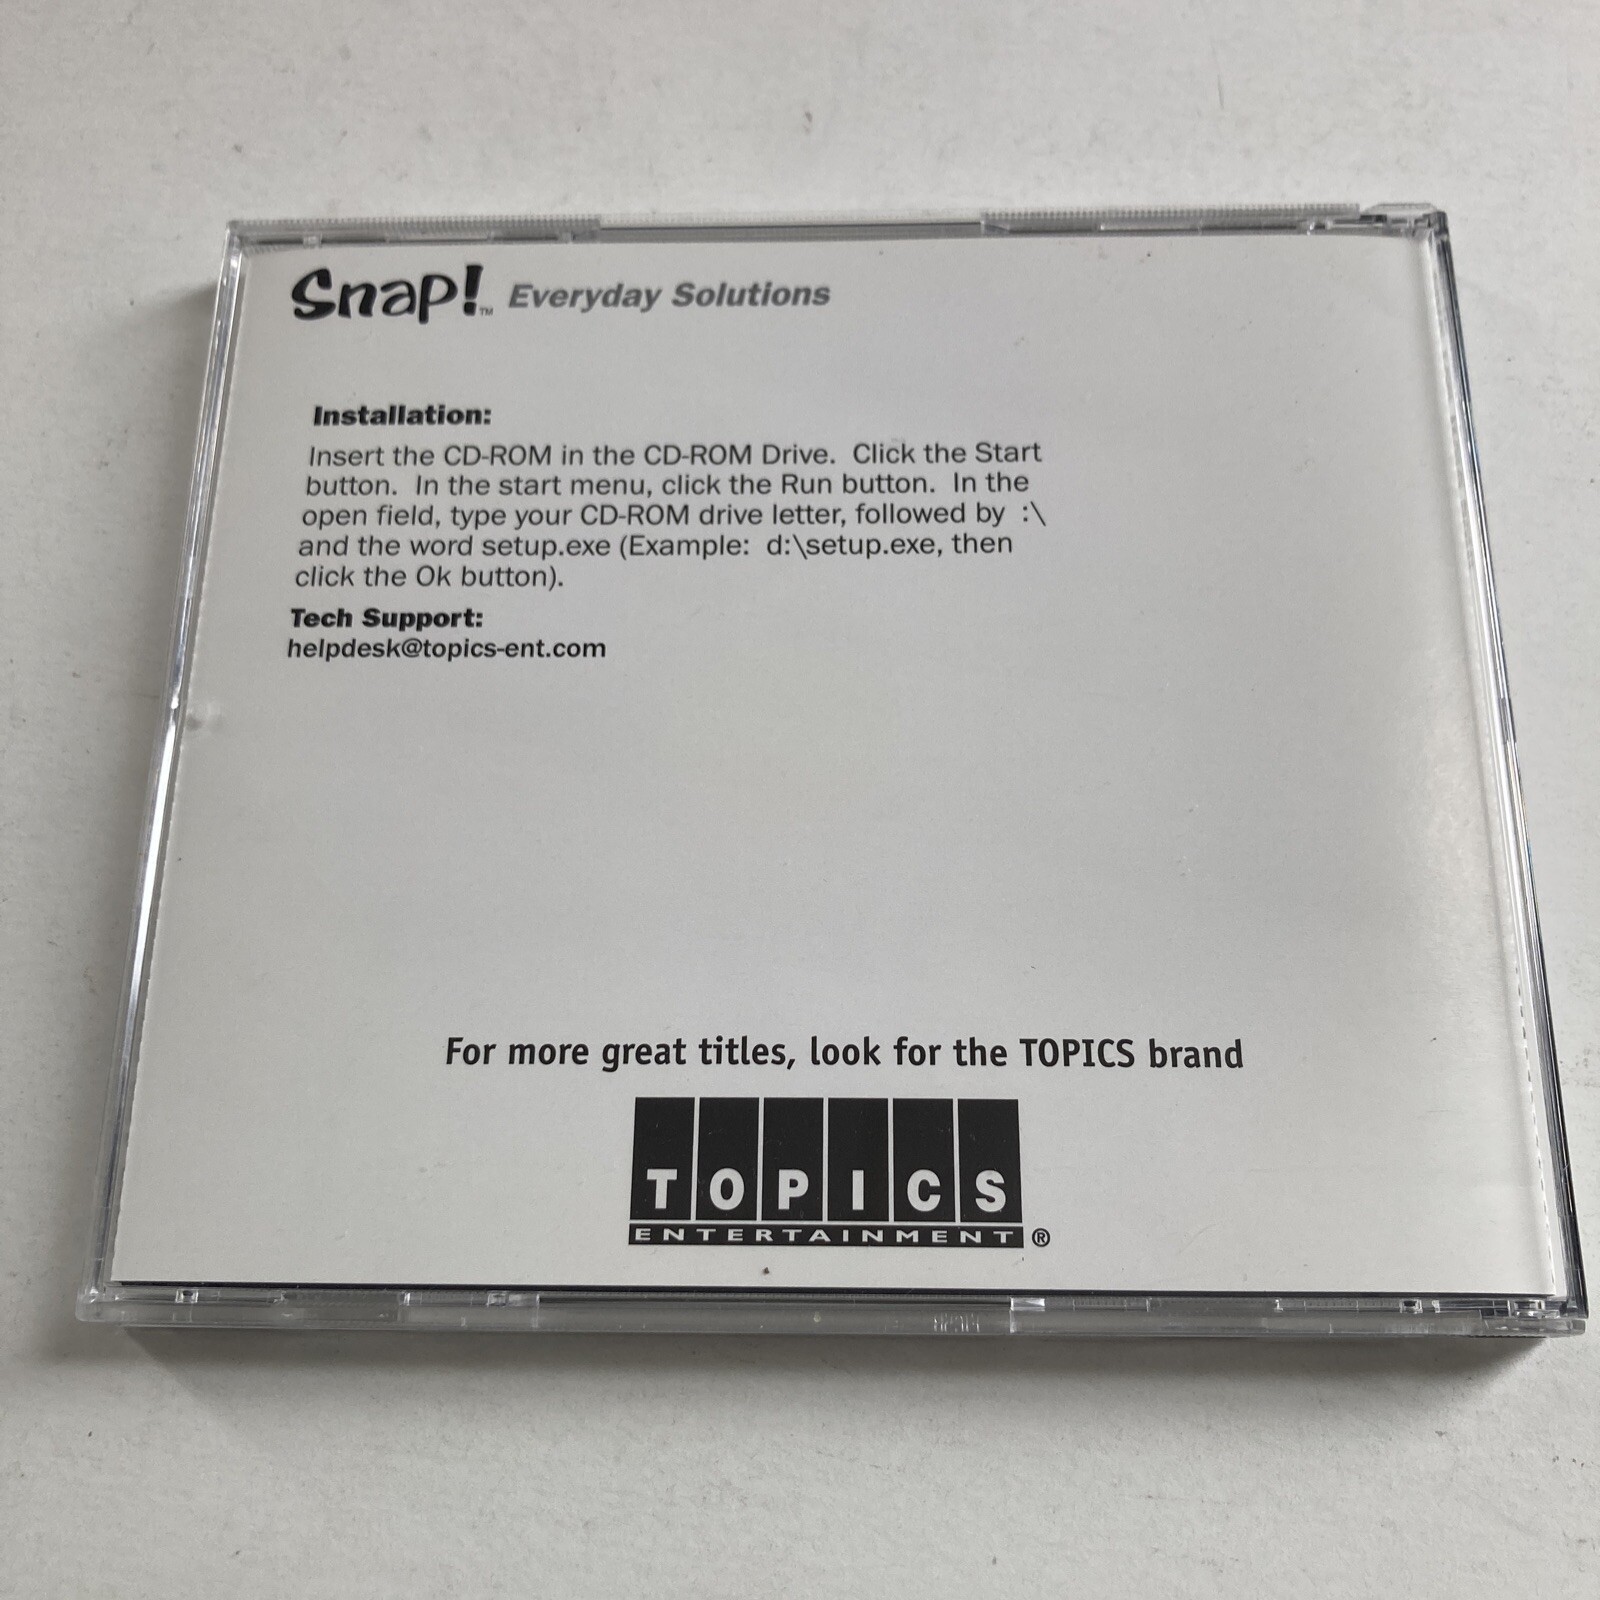 Snap!™ Everyday Solutions
Installation:
Insert the CD-ROM in the CD-ROM Drive.  Click the Start
button.  In the start menu, click the Run button.  In the
open field, type your CD-ROM drive letter, followed by  :\
and the word setup.exe (Example:  d:\setup.exe, then
click the Ok button).
Tech Support:
helpdesk@topics-ent.com
For more great titles, look for the TOPICS brand
TOPICS
ENTERTAINMENT®